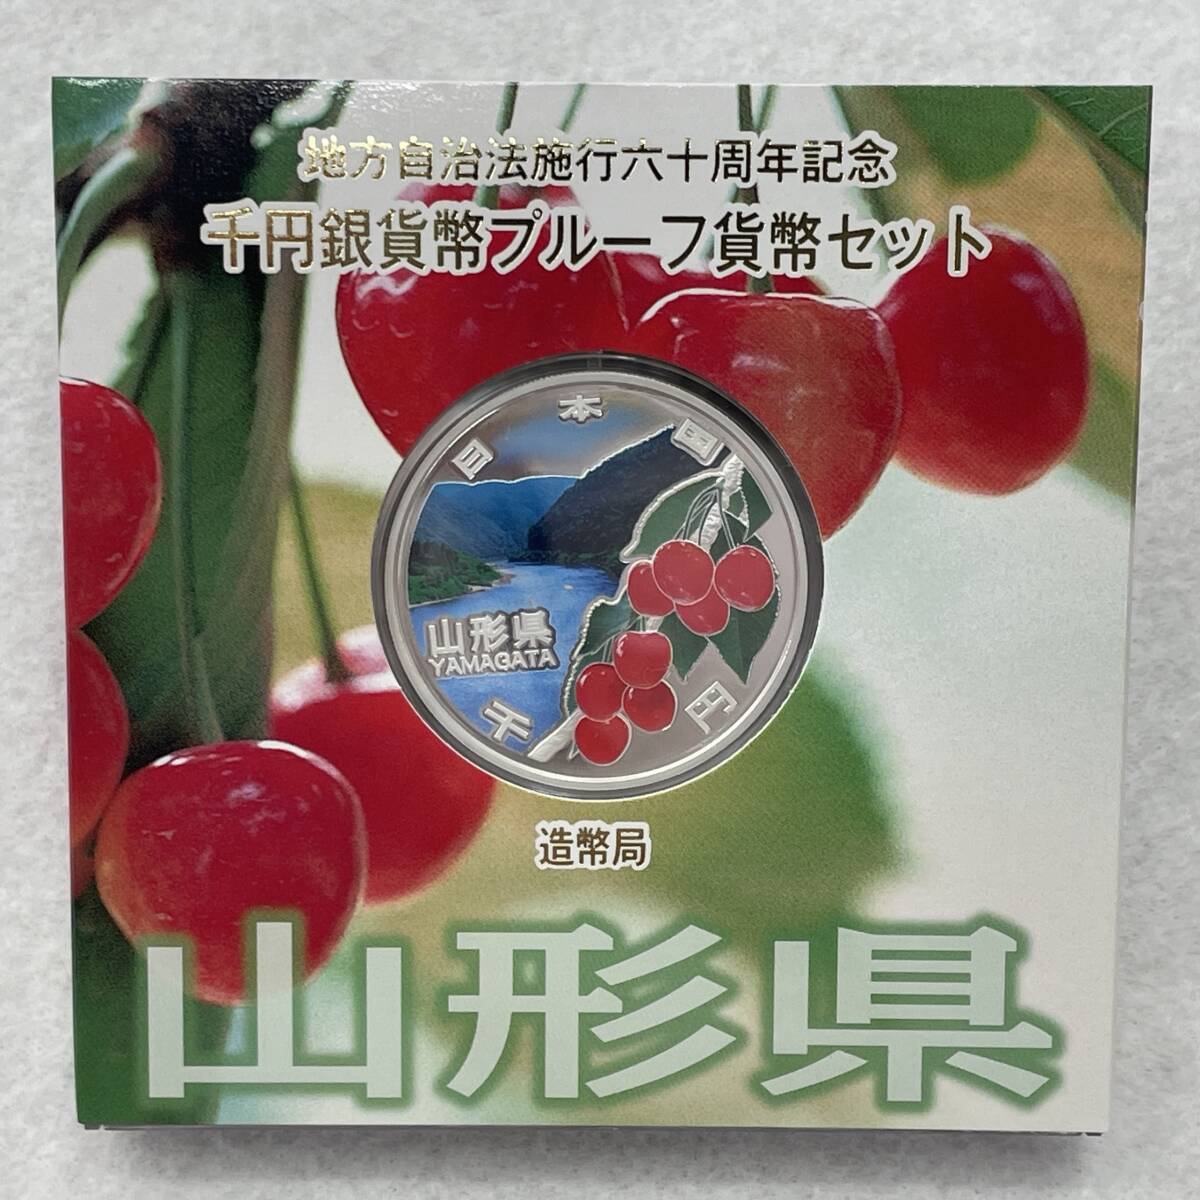 地方自治法施行六十周年記念
千円銀貨幣プルーフ貨幣セット
日本国
山形県
YAMAGATA
千円
造幣局
山形県